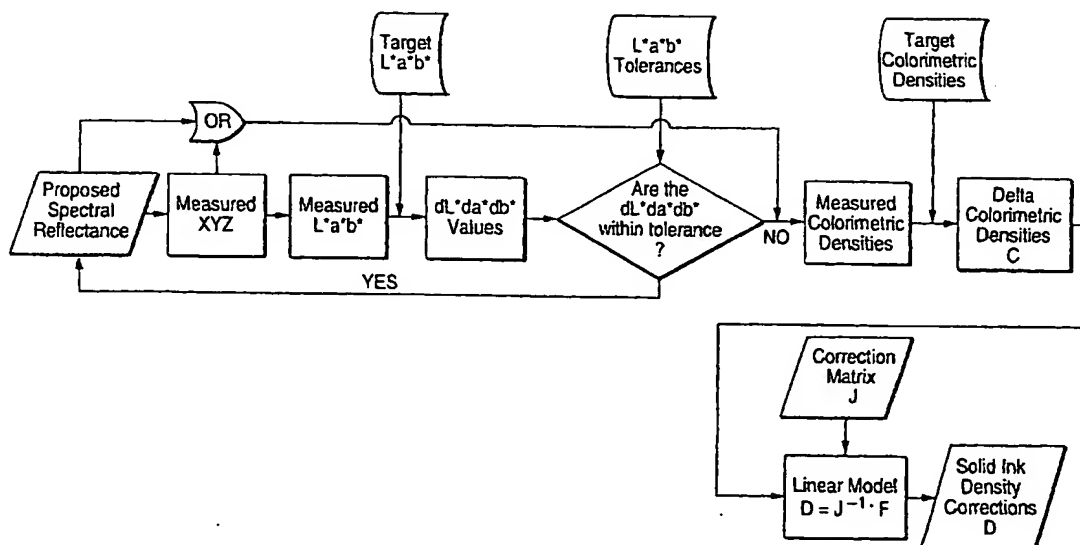 Target
L*a*b*
L*a*b*
Tolerances
Target
Colorimetric
Densities
OR
Proposed
Spectral
Reflectance
Measured
XYZ
Measured
L*a*b*
dL*da*db*
Values
Are the
dL*da*db*
within tolerance
?
NO
Measured
Colorimetric
Densities
Delta
Colorimetric
Densities
C
YES
Correction
Matrix
J
Linear Model
D = J⁻¹· F
Solid Ink
Density
Corrections
D